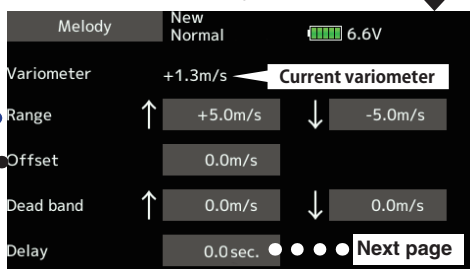 Melody
New
Normal
6.6V
Variometer +1.3m/s Current variometer
Range ↑ +5.0m/s ↓ -5.0m/s
Offset 0.0m/s
Dead band ↑ 0.0m/s ↓ 0.0m/s
Delay 0.0sec. Next page